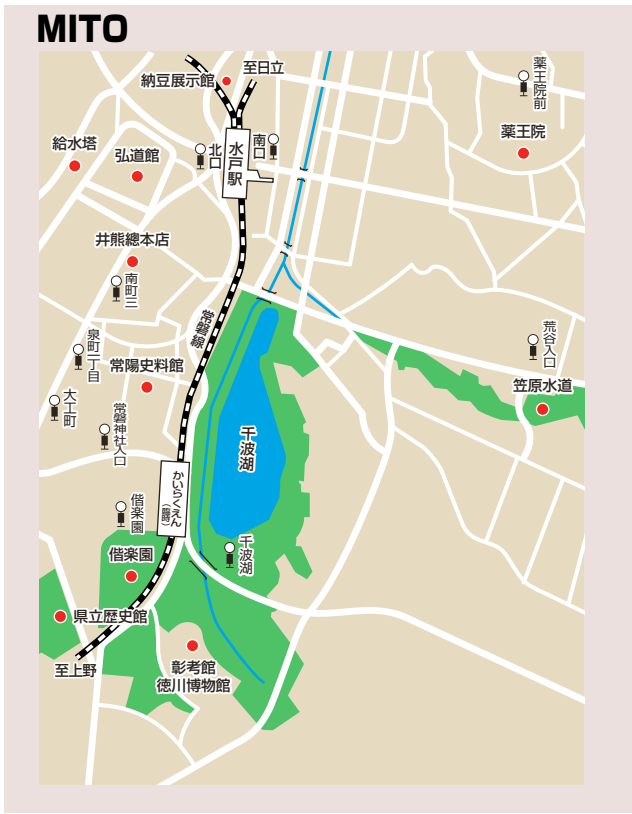 MITO
納豆展示館
至日立
薬王院前
薬王院
給水塔
弘道館
北口
水戸駅
南口
井熊總本店
南町三
常磐線
泉町一丁目
常陽史料館
荒谷入口
笠原水道
大工町
常磐神社入口
千波湖
かいらくえん
(臨時)
偕楽園
千波湖
偕楽園
県立歴史館
至上野
彰考館
徳川博物館